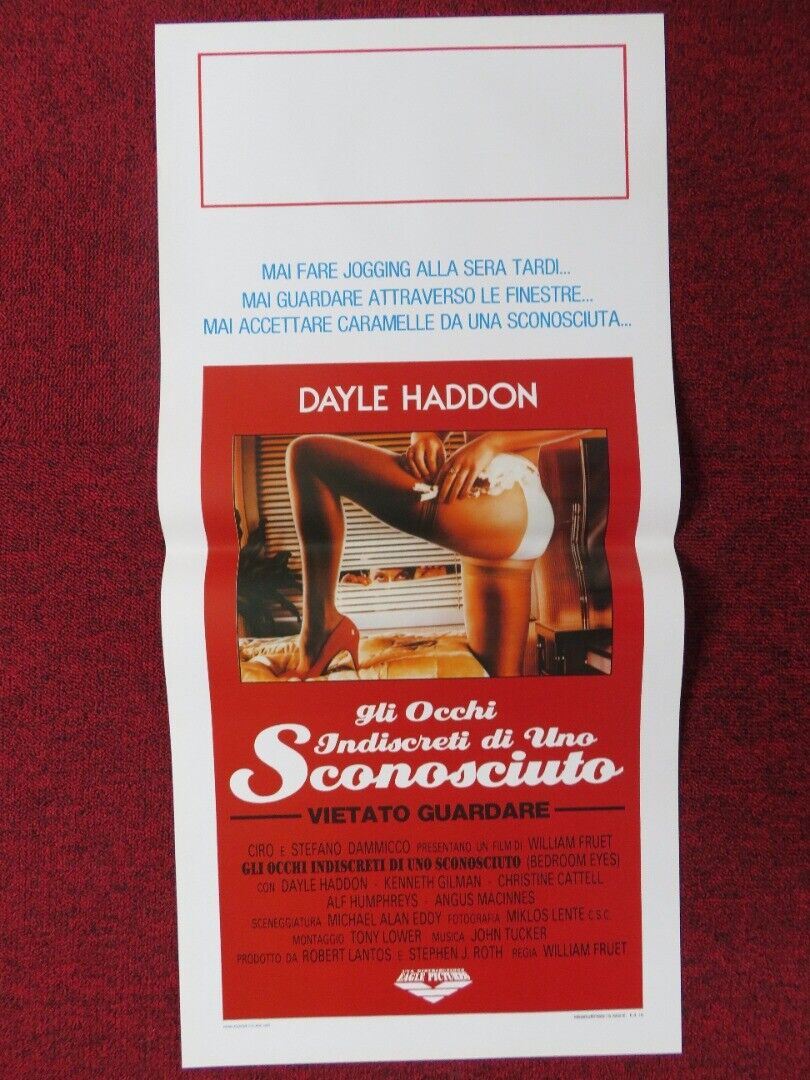 MAI FARE JOGGING ALLA SERA TARDI...
MAI GUARDARE ATTRAVERSO LE FINESTRE...
MAI ACCETTARE CARAMELLE DA UNA SCONOSCIUTA...
DAYLE HADDON
gli Occhi
Indiscreti di Uno
Sconosciuto
VIETATO GUARDARE
CIRO E STEFANO DAMMICCO PRESENTANO UN FILM DI WILLIAM FRUET
GLI OCCHI INDISCRETI DI UNO SCONOSCIUTO (BEDROOM EYES)
CON DAYLE HADDON - KENNETH GILMAN - CHRISTINE CATTELL
ALF HUMPHREYS - ANGUS MACINNES
SCENEGGIATURA MICHAEL ALAN EDDY FOTOGRAFIA MIKLOS LENTE C.S.C.
MONTAGGIO TONY LOWER MUSICA JOHN TUCKER
PRODOTTO DA ROBERT LANTOS E STEPHEN J. ROTH REGIA WILLIAM FRUET
UNA DISTRIBUZIONE
EAGLE PICTURES